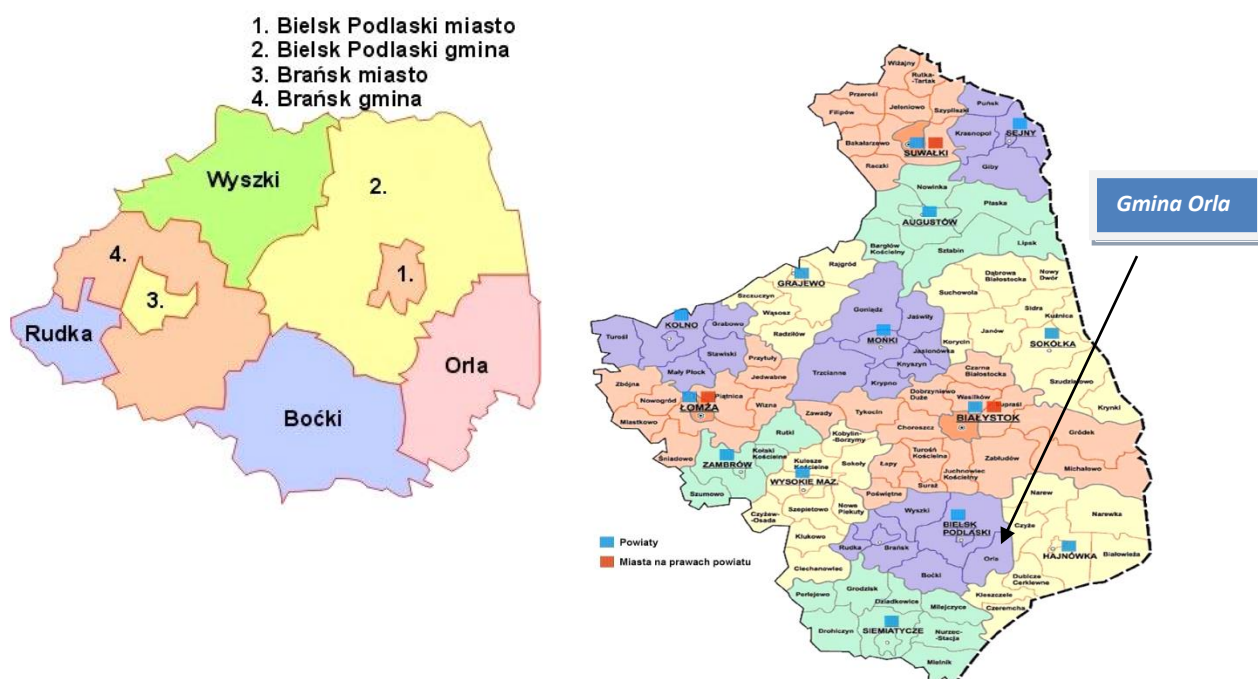 1. Bielsk Podlaski miasto
2. Bielsk Podlaski gmina
3. Brańsk miasto
4. Brańsk gmina
Wyszki
2.
4.
1.
3.
Rudka
Orla
Boćki
Gmina Orla
Wiżajny
Rutka-
Tartak
Przerośl
Filipów
Jeleniewo
Szypliszki
Puńsk
Krasnopol
SEJNY
Bakałarzewo
SUWAŁKI
Raczki
Giby
Nowinka
Płaska
AUGUSTÓW
Bargłów
Kościelny
Sztabin
Lipsk
Rajgród
GRAJEWO
Szczuczyn
Wąsosz
Radziłów
Dąbrowa
Białostocka
Nowy
Dwór
Suchowola
Sidra
Kuźnica
Goniądz
Jaświły
Janów
SOKÓŁKA
KOLNO
Grabowo
Turośl
Stawiski
Mały Płock
MOŃKI
Korycin
Jasionówka
Trzcianne
Knyszyn
Krypno
Przytuły
Jedwabne
Czarna
Białostocka
Szudziałowo
Zbójna
Nowogród
Piątnica
ŁOMŻA
Wizna
Miastkowo
Śniadowo
Zawady
Tykocin
Dobrzyniewo
Duże
Wasilków
BIAŁYSTOK
Choroszcz
Krynki
Gródek
Rutki
Kobylin-
Borzymy
ZAMBRÓW
Kołaki
Kościelne
Kulesze
Kościelne
Sokoły
Łapy
Turośń
Kościelna
Zabłudów
Juchnowiec
Kościelny
Michałowo
WYSOKIE MAZ.
Szumowo
Suraż
Poświętne
Czyżew-
Osada
Szepietowo
Nowe
Piekuty
Wyszki
BIELSK
PODLASKI
Narew
Narewka
Czyże
Klukowo
Rudka
Brańsk
Orla
HAJNÓWKA
Białowieża
Ciechanowiec
Boćki
Dubicze
Cerkiewne
Kleszczele
Czeremcha
Perlejewo
Grodzisk
Dziadkowice
Milejczyce
Drohiczyn
SIEMIATYCZE
Nurzec-
Stacja
Mielnik
Powiaty
Miasta na prawach powiatu